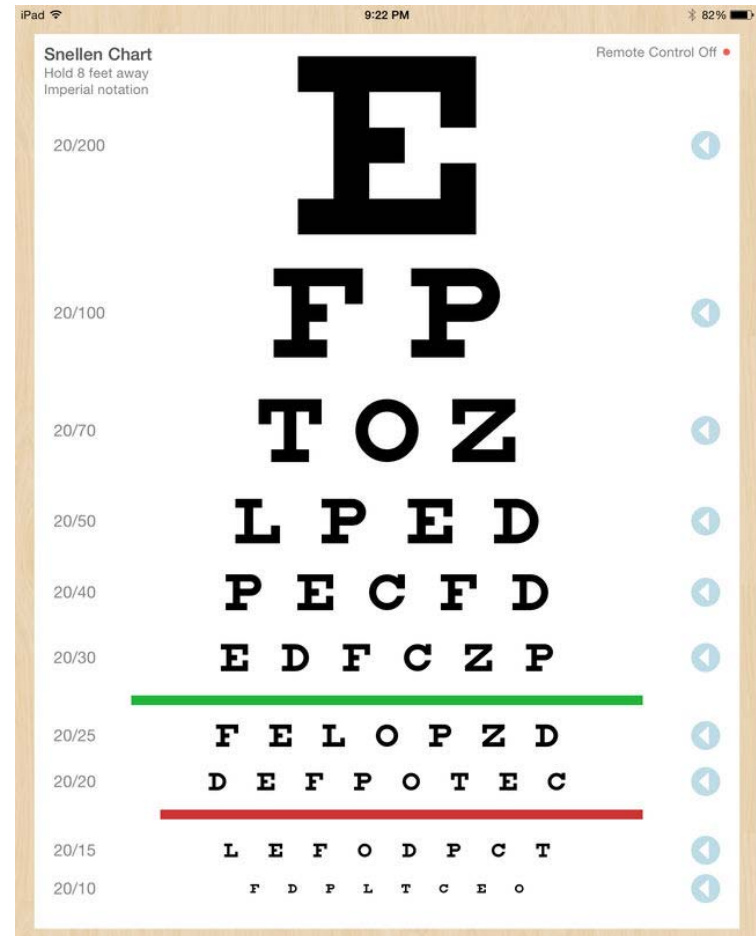 iPad 9:22 PM 82%
Snellen Chart Remote Control Off
Hold 8 feet away
Imperial notation
20/200 E
20/100 F P
20/70 T O Z
20/50 L P E D
20/40 P E C F D
20/30 E D F C Z P
20/25 F E L O P Z D
20/20 D E F P O T E C
20/15 L E F O D P C T
20/10 F D P L T C E O